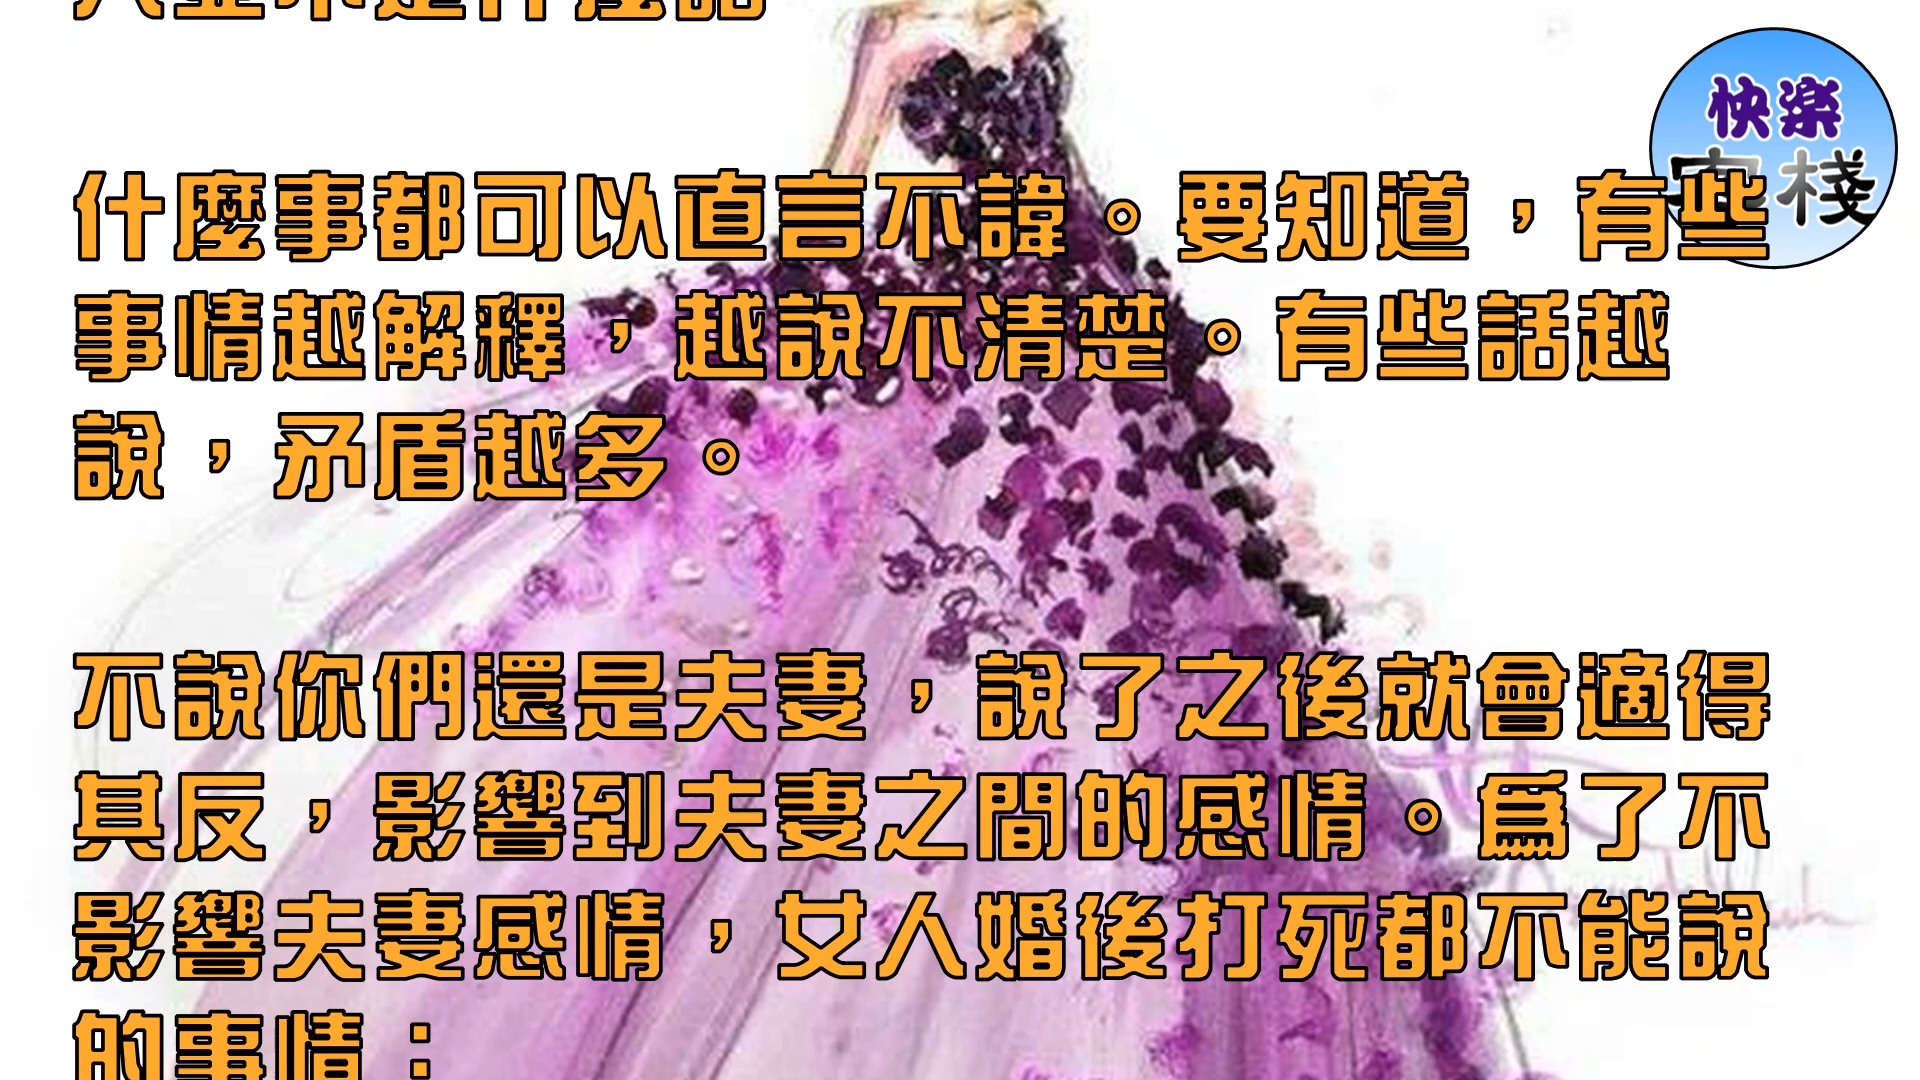 快楽
客棧
什麼事都可以直言不諱。要知道，有些
事情越解釋，越說不清楚。有些話越
說，矛盾越多。
不說你們還是夫妻，說了之後就會適得
其反，影響到夫妻之間的感情。爲了不
影響夫妻感情，女人婚後打死都不能說
的事情：